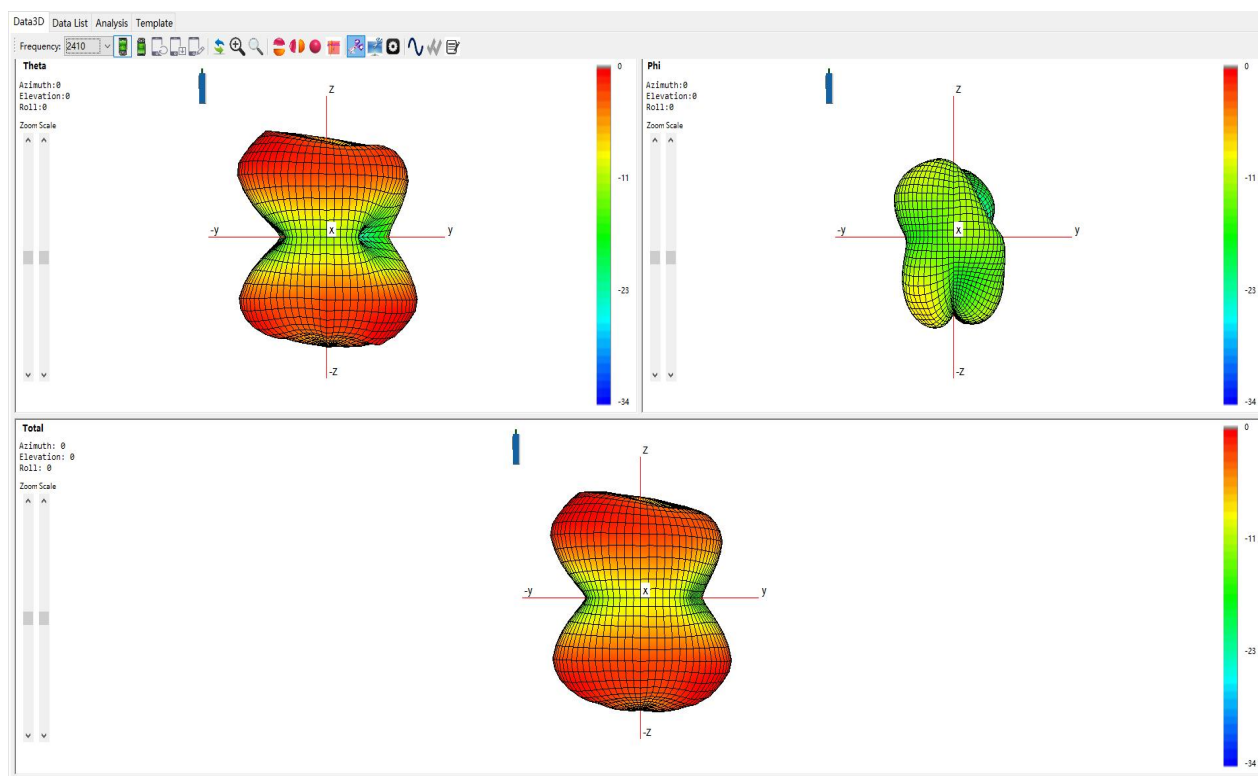 Data3D Data List Analysis Template
Frequency: 2410
Theta
Azimuth:0
Elevation:0
Roll:0
Zoom Scale
Z
-y
X
y
-Z
0
-11
-23
-34
Phi
Azimuth:0
Elevation:0
Roll:0
Zoom Scale
Z
-y
X
y
-Z
0
-11
-23
-34
Total
Azimuth: 0
Elevation: 0
Roll: 0
Zoom Scale
Z
-y
X
y
-Z
0
-11
-23
-34